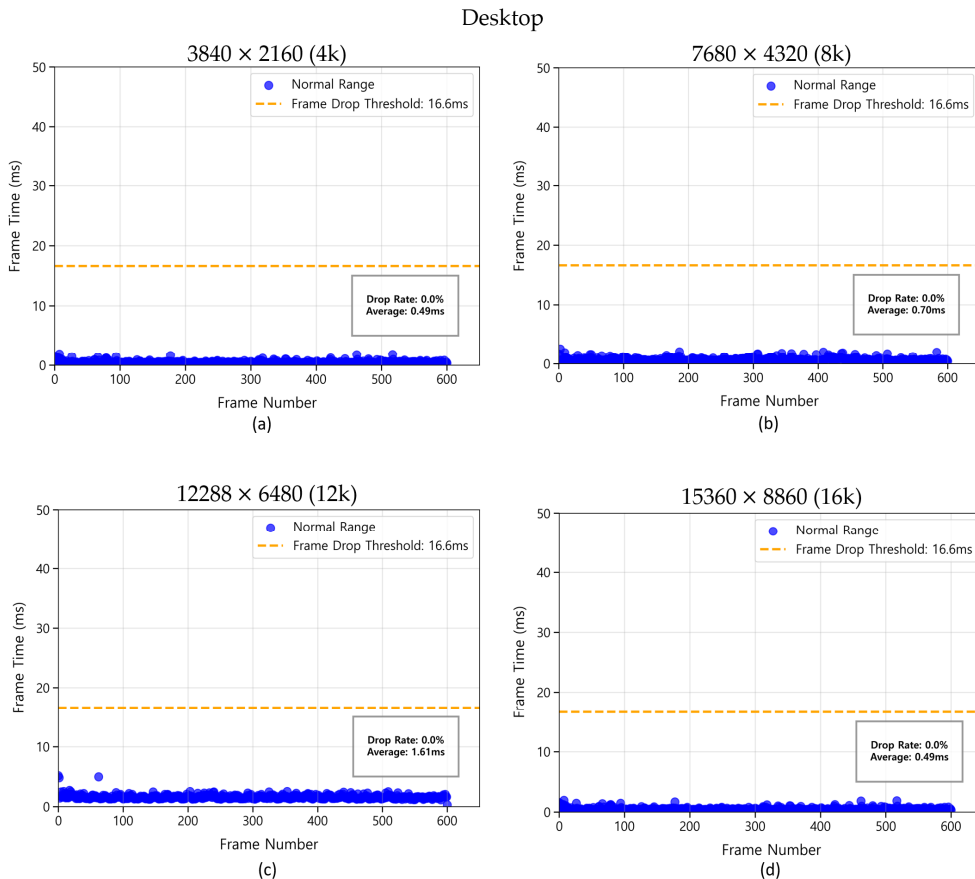 Desktop
3840 × 2160 (4k)
50
40
30
20
10
0
Frame Time (ms)
Normal Range
Frame Drop Threshold: 16.6ms
Drop Rate: 0.0%
Average: 0.49ms
0 100 200 300 400 500 600
Frame Number
(a)
7680 × 4320 (8k)
50
40
30
20
10
0
Frame Time (ms)
Normal Range
Frame Drop Threshold: 16.6ms
Drop Rate: 0.0%
Average: 0.70ms
0 100 200 300 400 500 600
Frame Number
(b)
12288 × 6480 (12k)
50
40
30
20
10
0
Frame Time (ms)
Normal Range
Frame Drop Threshold: 16.6ms
Drop Rate: 0.0%
Average: 1.61ms
0 100 200 300 400 500 600
Frame Number
(c)
15360 × 8860 (16k)
50
40
30
20
10
0
Frame Time (ms)
Normal Range
Frame Drop Threshold: 16.6ms
Drop Rate: 0.0%
Average: 0.49ms
0 100 200 300 400 500 600
Frame Number
(d)